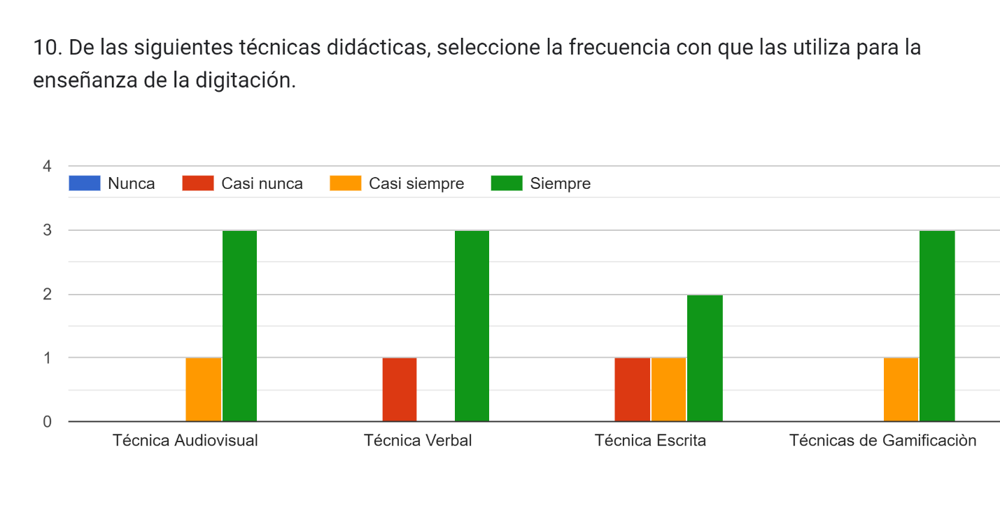 10. De las siguientes técnicas didácticas, seleccione la frecuencia con que las utiliza para la
enseñanza de la digitación.
4
Nunca Casi nunca Casi siempre Siempre
3
2
1
0
Técnica Audiovisual Técnica Verbal Técnica Escrita Técnicas de Gamificaciòn